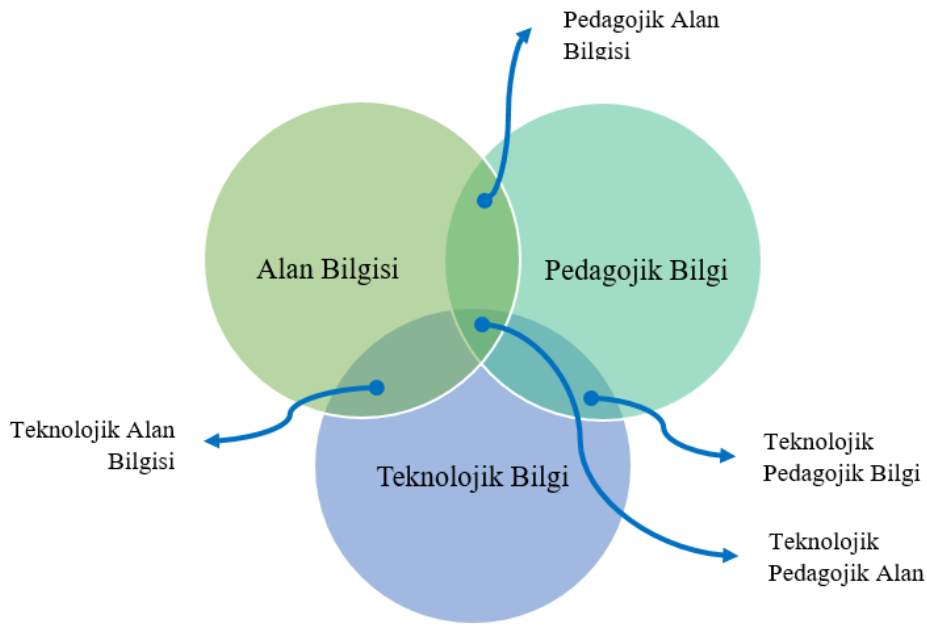 Pedagojik Alan
Bilgisi
Alan Bilgisi
Pedagojik Bilgi
Teknolojik Alan
Bilgisi
Teknolojik Bilgi
Teknolojik
Pedagojik Bilgi
Teknolojik
Pedagojik Alan